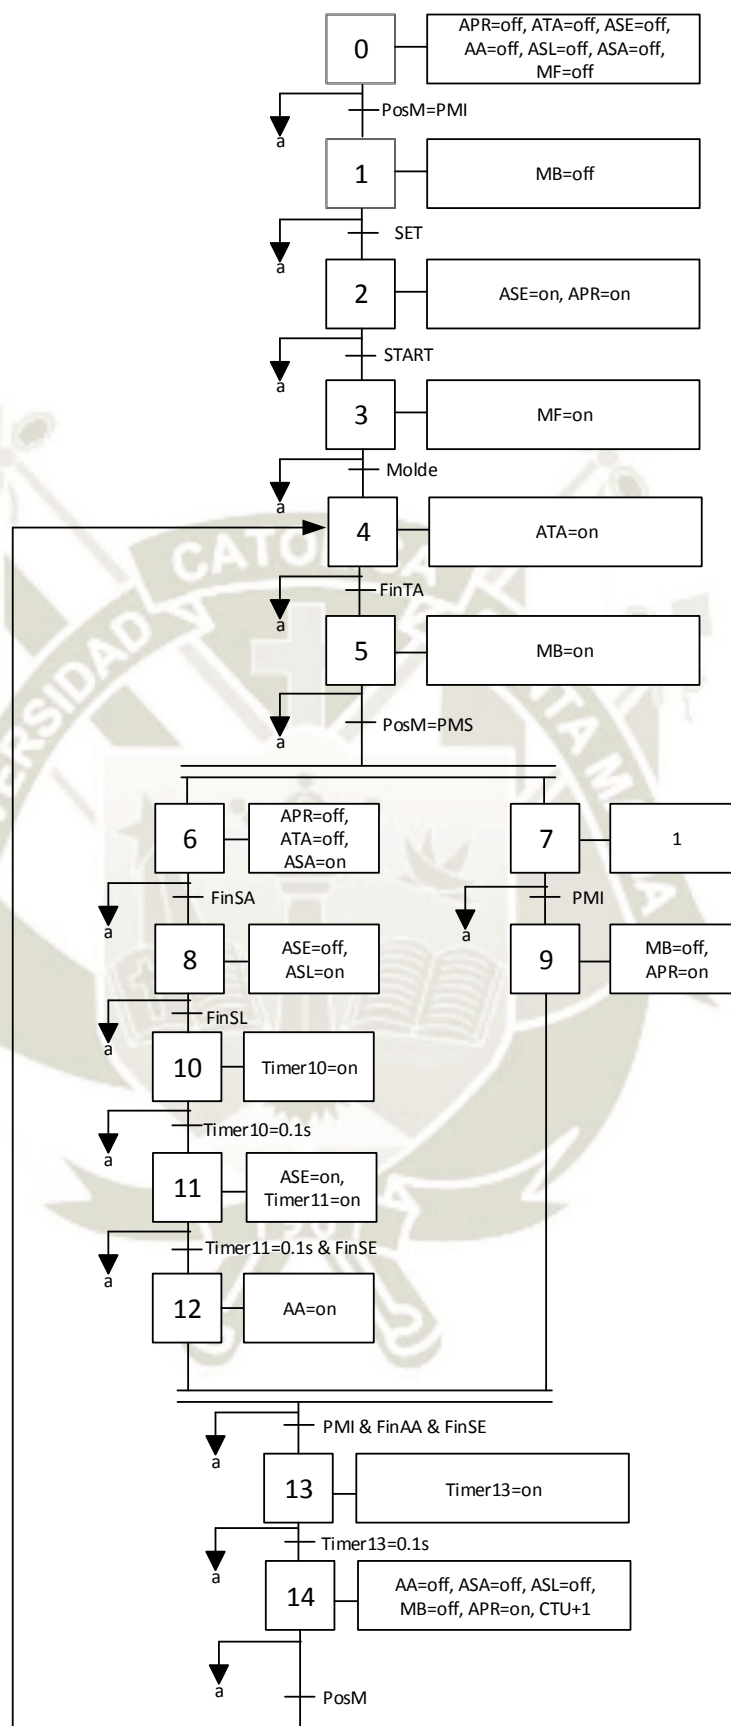 0
APR=off, ATA=off, ASE=off,
AA=off, ASL=off, ASA=off,
MF=off
PosM=PMI
a
1
MB=off
SET
a
2
ASE=on, APR=on
START
a
3
MF=on
Molde
a
4
ATA=on
FinTA
a
5
MB=on
PosM=PMS
a
6
APR=off,
ATA=off,
ASA=on
7
1
FinSA
a
PMI
a
8
ASE=off,
ASL=on
9
MB=off,
APR=on
FinSL
a
10
Timer10=on
Timer10=0.1s
a
11
ASE=on,
Timer11=on
Timer11=0.1s & FinSE
a
12
AA=on
PMI & FinAA & FinSE
a
13
Timer13=on
Timer13=0.1s
a
14
AA=off, ASA=off, ASL=off,
MB=off, APR=on, CTU+1
a
PosM